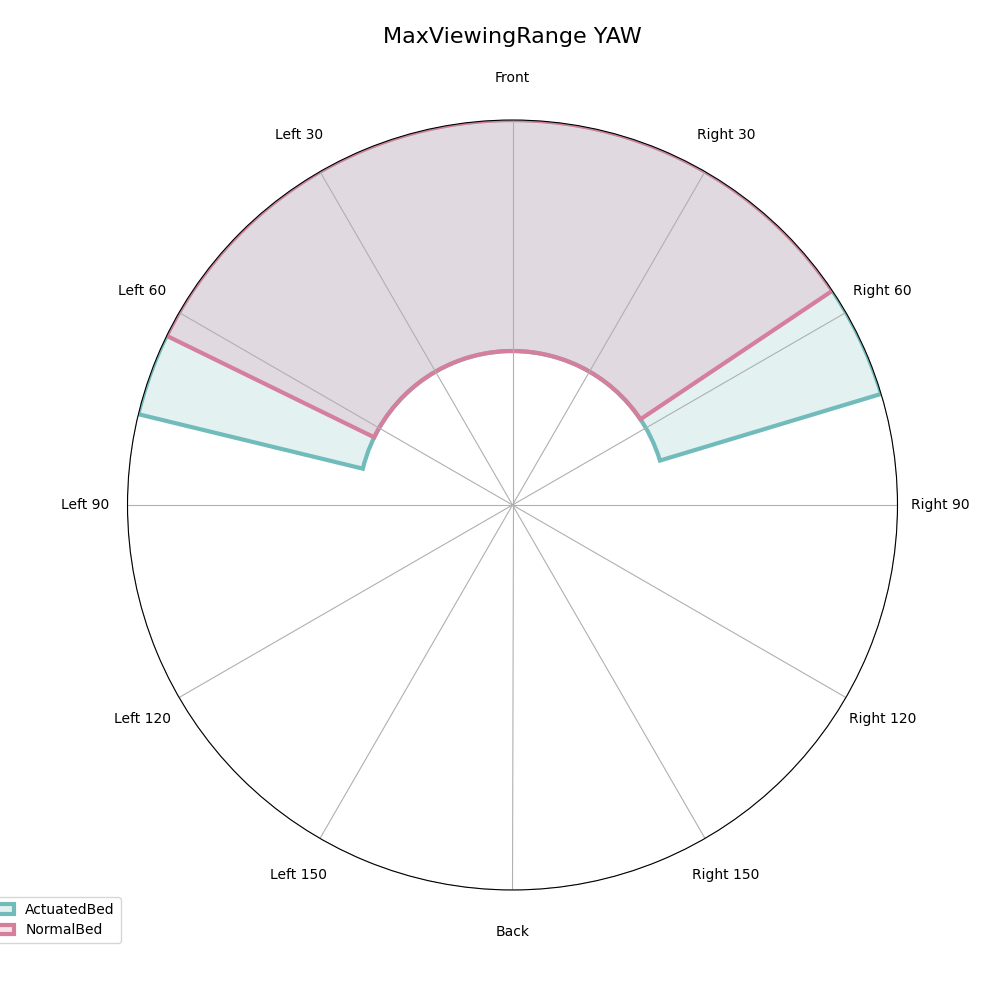 MaxViewingRange YAW
Front
Left 30
Right 30
Left 60
Right 60
Left 90
Right 90
Left 120
Right 120
Left 150
Right 150
Back
ActuatedBed
NormalBed